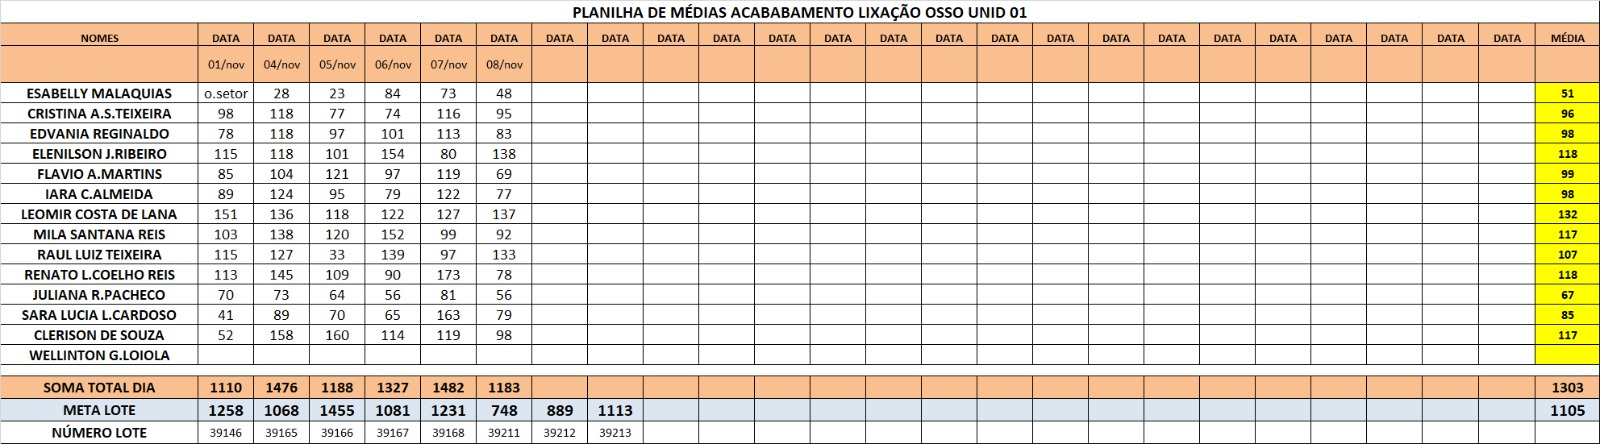 PLANILHA DE MÉDIAS ACABABAMENTO LIXAÇÃO OSSO UNID 01
NOMES DATA DATA DATA DATA DATA DATA DATA DATA DATA DATA DATA DATA DATA DATA DATA DATA DATA DATA DATA DATA DATA DATA DATA DATA MÉDIA
01/nov 04/nov 05/nov 06/nov 07/nov 08/nov
ESABELLY MALAQUIAS o.setor 28 23 84 73 48 51
CRISTINA A.S.TEIXEIRA 98 118 77 74 116 95 96
EDVANIA REGINALDO 78 118 97 101 113 83 98
ELENILSON J.RIBEIRO 115 118 101 154 80 138 118
FLAVIO A.MARTINS 85 104 121 97 119 69 99
IARA C.ALMEIDA 89 124 95 79 122 77 98
LEOMIR COSTA DE LANA 151 136 118 122 127 137 132
MILA SANTANA REIS 103 138 120 152 99 92 117
RAUL LUIZ TEIXEIRA 115 127 33 139 97 133 107
RENATO L.COELHO REIS 113 145 109 90 173 78 118
JULIANA R.PACHECO 70 73 64 56 81 56 67
SARA LUCIA L.CARDOSO 41 89 70 65 163 79 85
CLERISON DE SOUZA 52 158 160 114 119 98 117
WELLINTON G.LOIOLA
SOMA TOTAL DIA 1110 1476 1188 1327 1482 1183 1303
META LOTE 1258 1068 1455 1081 1231 748 889 1113 1105
NÚMERO LOTE 39146 39165 39166 39167 39168 39211 39212 39213